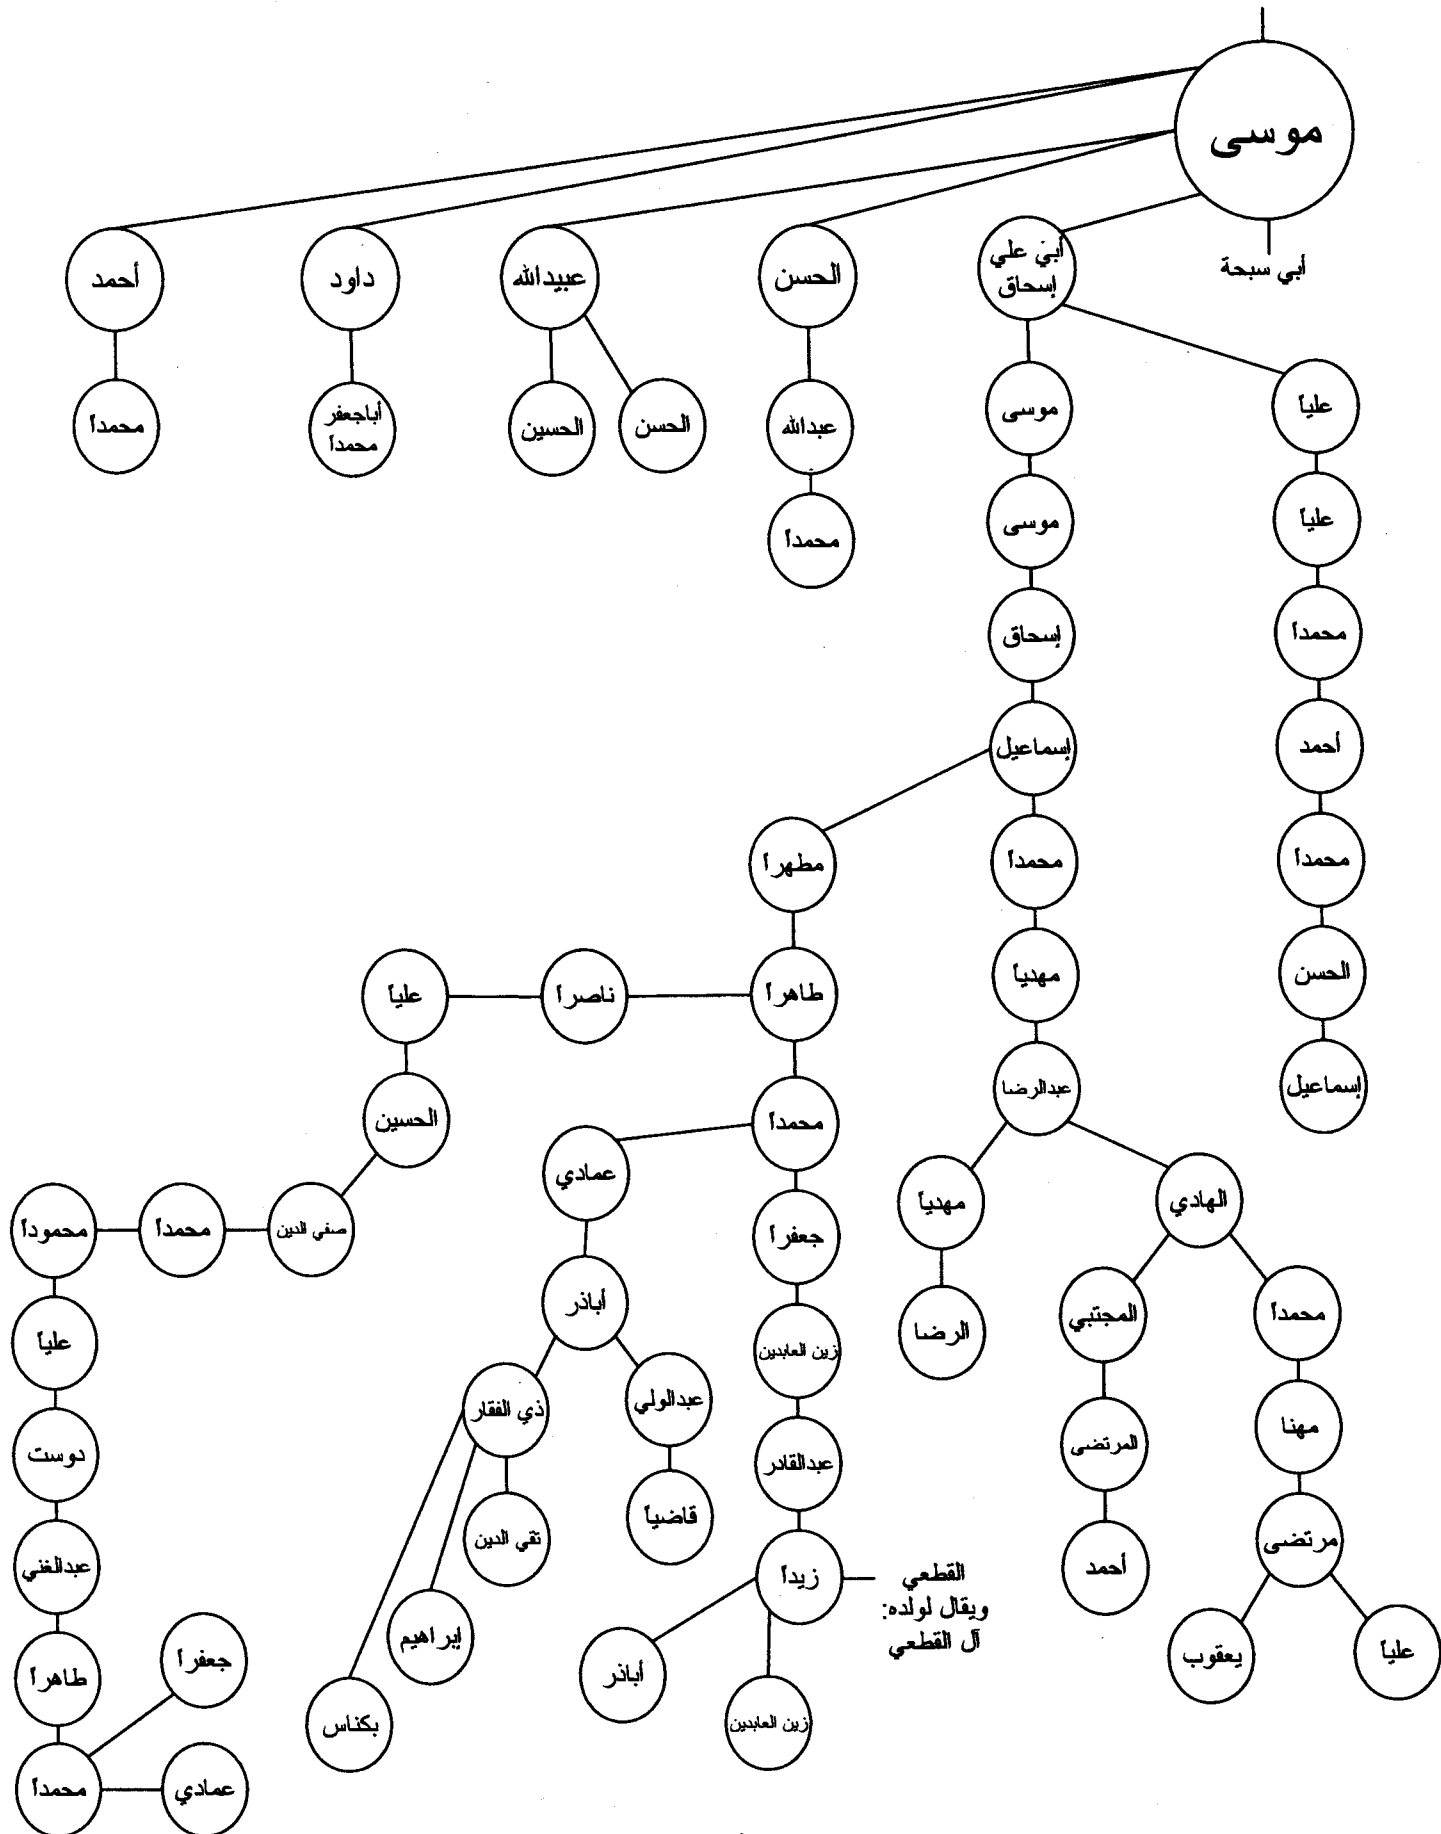 موسى
أبي سبحة
أبي علي
إسحاق
الحسن
عبيدالله
داود
أحمد
علياً
موسى
عبدالله
الحسن
الحسين
أباجعفر
محمداً
محمداً
علياً
موسى
محمداً
محمداً
إسحاق
أحمد
إسماعيل
محمداً
محمداً
مطهراً
الحسن
مهدياً
طاهراً
ناصراً
علياً
إسماعيل
عبدالرضا
محمداً
الحسين
عمادي
الهادي
مهدياً
جعفراً
صفي الدين
محمداً
محموداً
محمداً
المجتبي
الرضا
زين العابدين
أباذر
علياً
مهنا
المرتضى
عبدالقادر
عبدالولي
ذي الفقار
دوست
مرتضى
أحمد
زيداً
القطعي
ويقال لولده:
آل القطعي
قاضياً
تقي الدين
عبدالغني
علياً
يعقوب
زين العابدين
أباذر
إبراهيم
بكناس
جعفراً
طاهراً
عمادي
محمداً